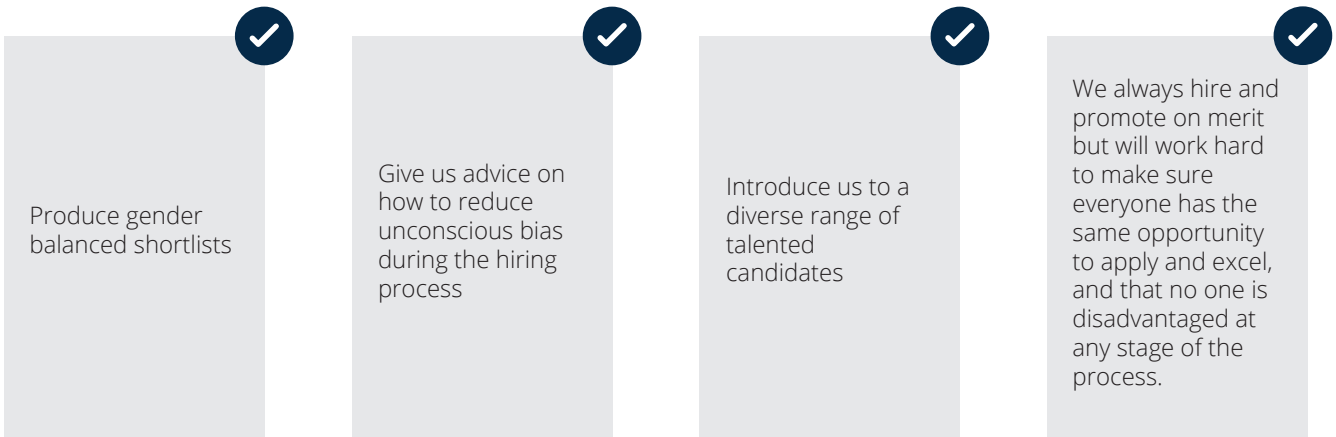 Produce gender
balanced shortlists
Give us advice on
how to reduce
unconscious bias
during the hiring
process
Introduce us to a
diverse range of
talented
candidates
We always hire and
promote on merit
but will work hard
to make sure
everyone has the
same opportunity
to apply and excel,
and that no one is
disadvantaged at
any stage of the
process.